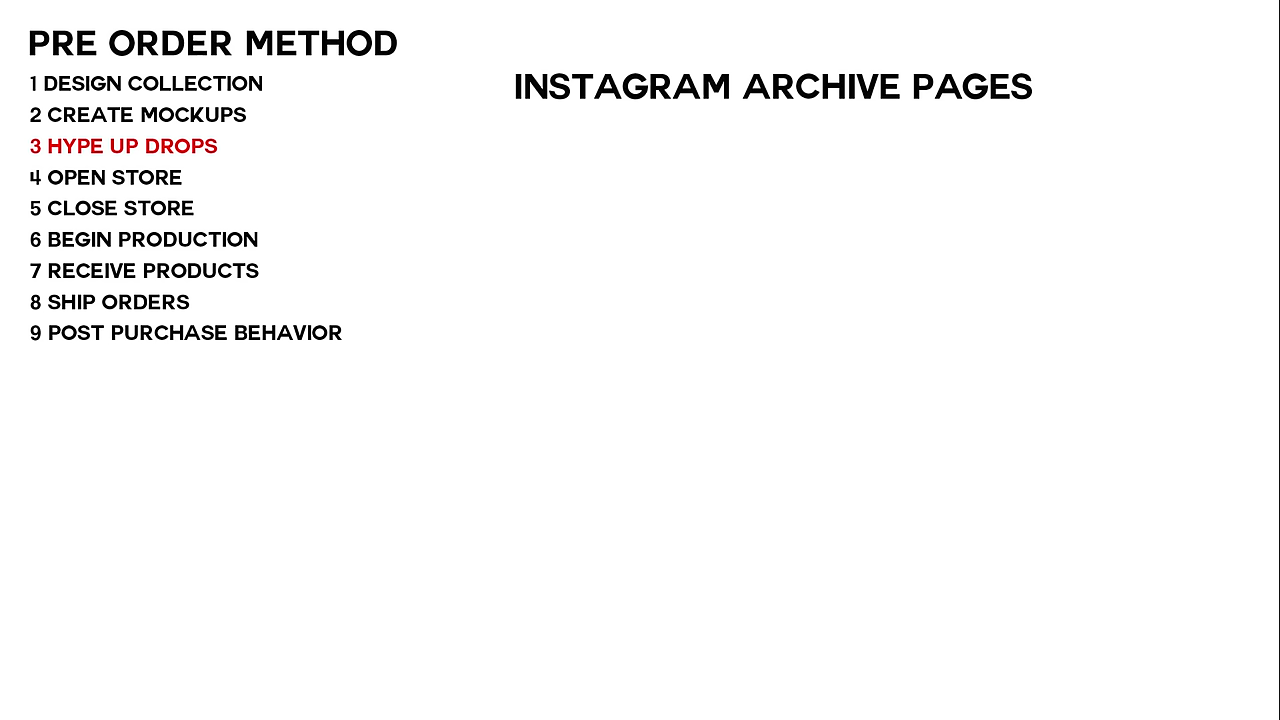 PRE ORDER METHOD
1 DESIGN COLLECTION
2 CREATE MOCKUPS
3 HYPE UP DROPS
4 OPEN STORE
5 CLOSE STORE
6 BEGIN PRODUCTION
7 RECEIVE PRODUCTS
8 SHIP ORDERS
9 POST PURCHASE BEHAVIOR
INSTAGRAM ARCHIVE PAGES